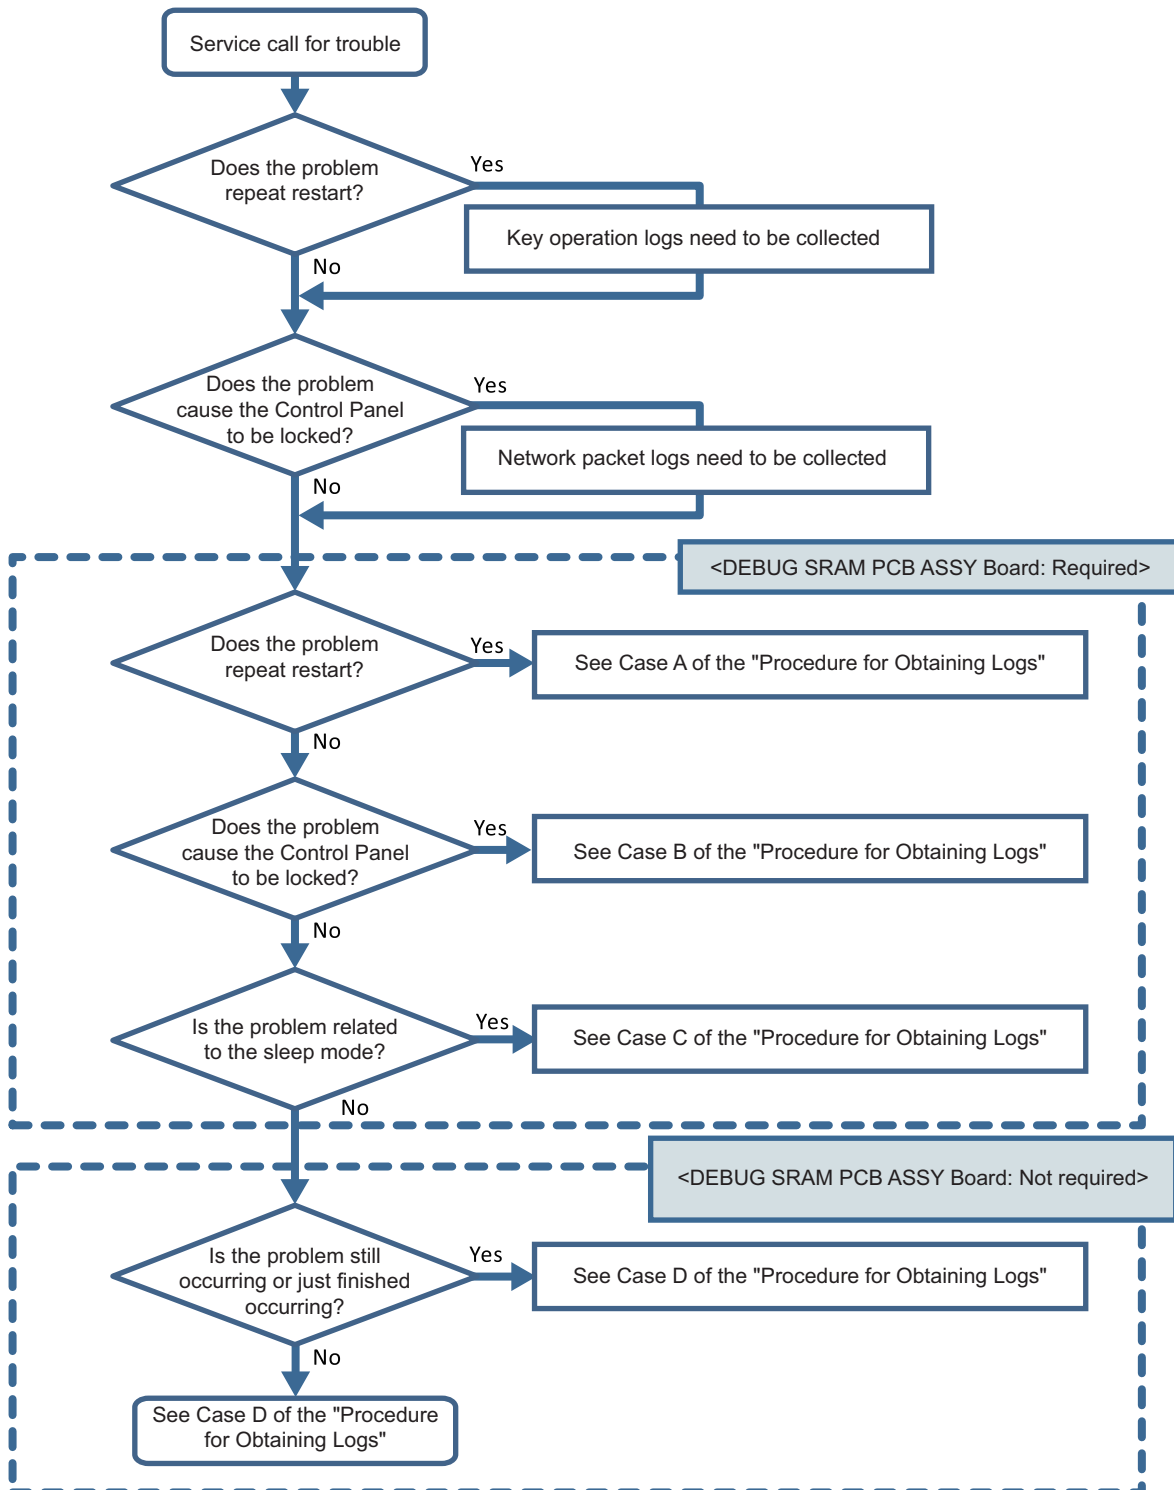 Service call for trouble
Does the problem
repeat restart?
Yes
Key operation logs need to be collected
No
Does the problem
cause the Control Panel
to be locked?
Yes
Network packet logs need to be collected
No
<DEBUG SRAM PCB ASSY Board: Required>
Does the problem
repeat restart?
Yes
See Case A of the "Procedure for Obtaining Logs"
No
Does the problem
cause the Control Panel
to be locked?
Yes
See Case B of the "Procedure for Obtaining Logs"
No
Is the problem related
to the sleep mode?
Yes
See Case C of the "Procedure for Obtaining Logs"
No
<DEBUG SRAM PCB ASSY Board: Not required>
Is the problem still
occurring or just finished
occurring?
Yes
See Case D of the "Procedure for Obtaining Logs"
No
See Case D of the "Procedure
for Obtaining Logs"